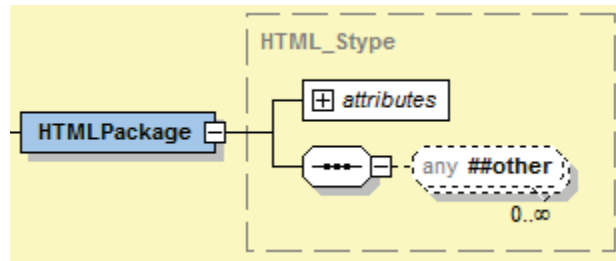 HTML_Stype
attributes
HTMLPackage
any ##other
0..∞